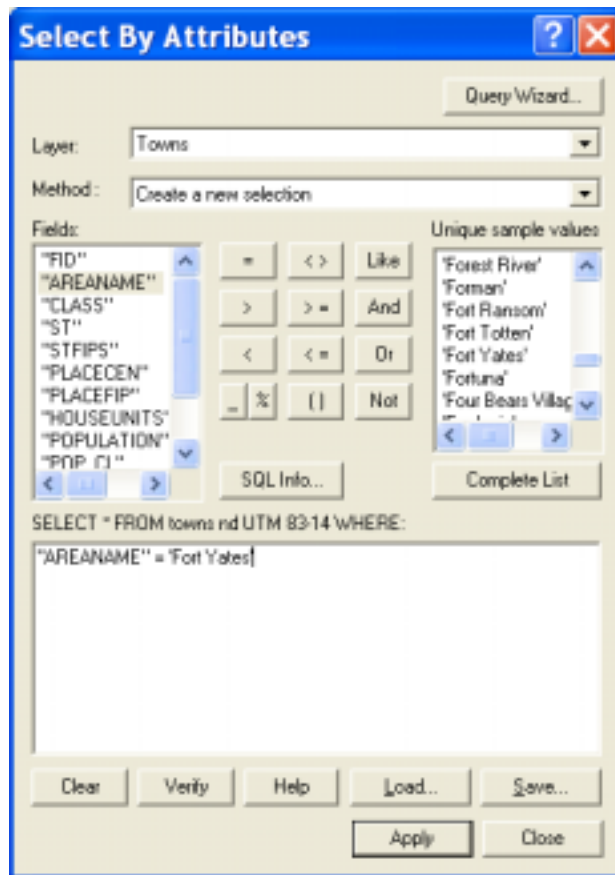 Select By Attributes
Query Wizard...
Layer: Towns
Method: Create a new selection
Fields:
Unique sample values
"FID"
"AREANAME"
"CLASS"
"ST"
"STFIPS"
"PLACECEN"
"PLACEFIP"
"HOUSEUNITS"
"POPULATION"
"POP_CL"
= < > Like
> > = And
< < = Or
_ % ( ) Not
SQL Info...
'Forest River'
'Forman'
'Fort Ransom'
'Fort Totten'
'Fort Yates'
'Fortuna'
'Four Bears Villag
Complete List
SELECT * FROM towns nd UTM 83-14 WHERE:
"AREANAME" = 'Fort Yates'
Clear Verify Help Load... Save...
Apply Close